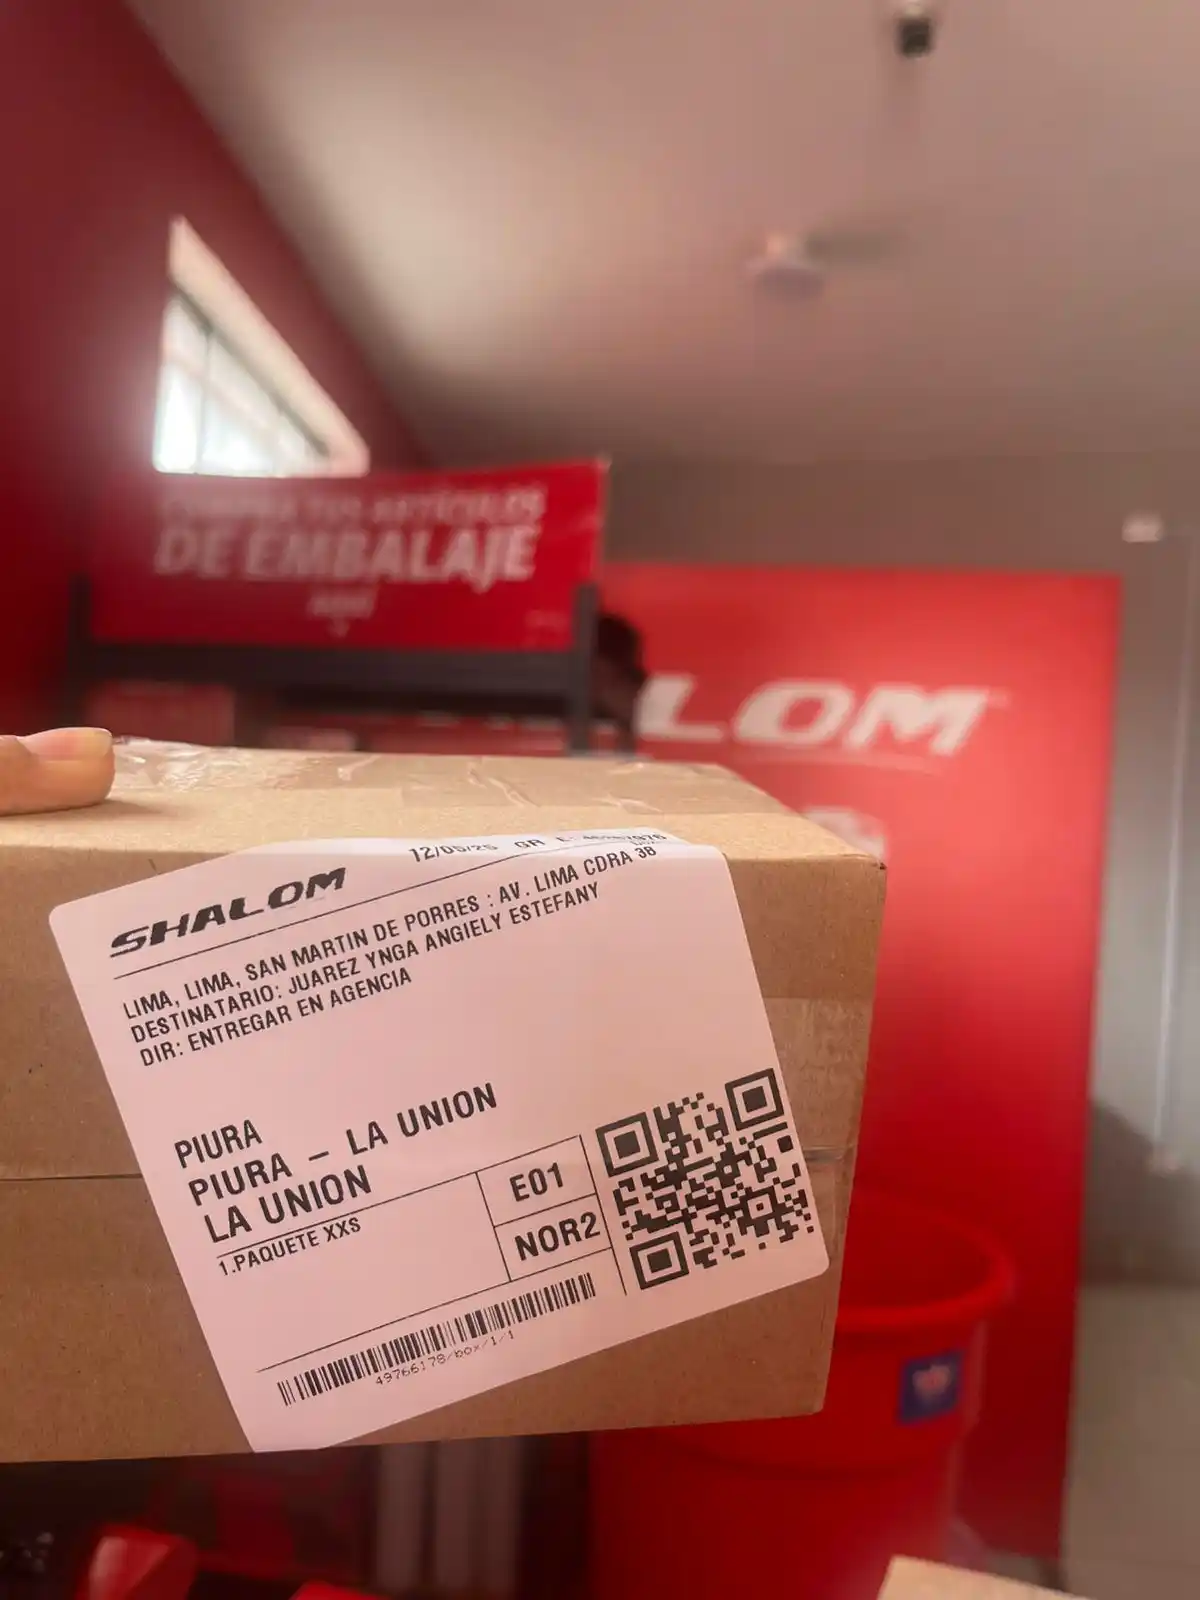 DE EMBALAJE
LOM
SHALOM
12/05/25 GR
LIMA, LIMA, SAN MARTIN DE PORRES : AV. LIMA CDRA 38
DESTINATARIO: JUAREZ YNGA ANGIELY ESTEFANY
DIR: ENTREGAR EN AGENCIA
PIURA
PIURA – LA UNION
LA UNION
1.PAQUETE XXS
E01
NOR2
49766178/box/1/1